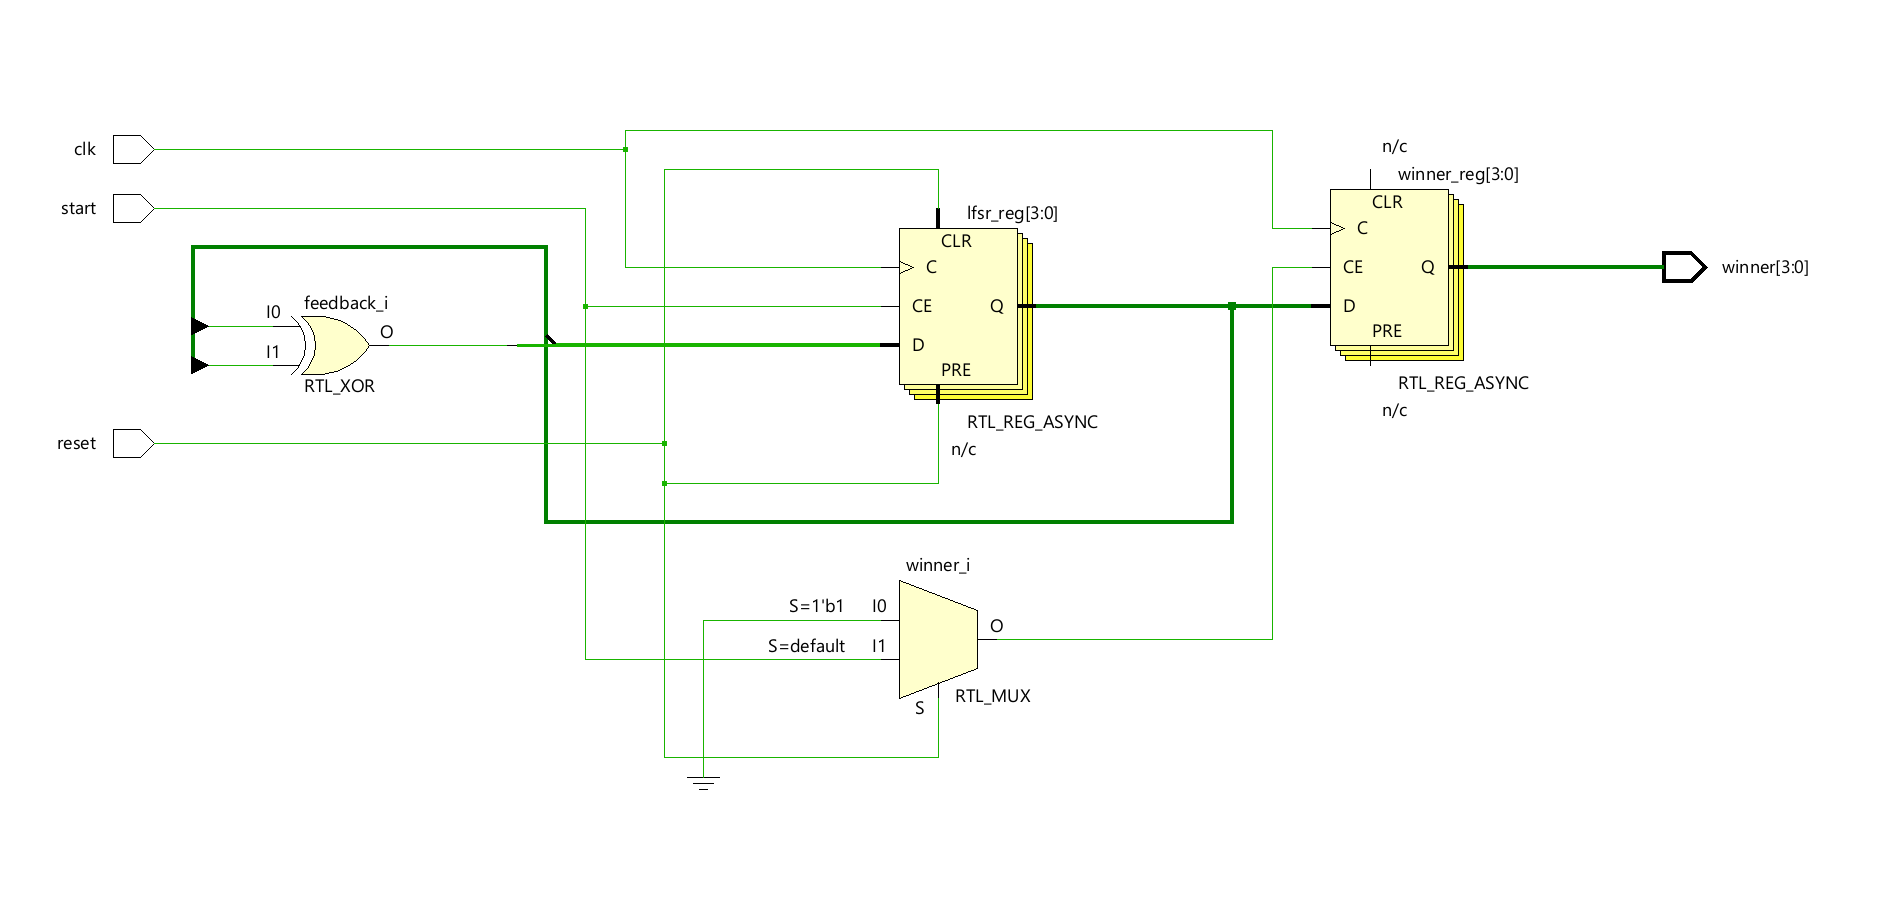 clk
start
reset
I0
I1
feedback_i
O
RTL_XOR
lfsr_reg[3:0]
CLR
C
CE
Q
D
PRE
RTL_REG_ASYNC
n/c
winner_i
S=1'b1
I0
S=default
I1
O
S
RTL_MUX
n/c
winner_reg[3:0]
CLR
C
CE
Q
D
PRE
RTL_REG_ASYNC
n/c
winner[3:0]